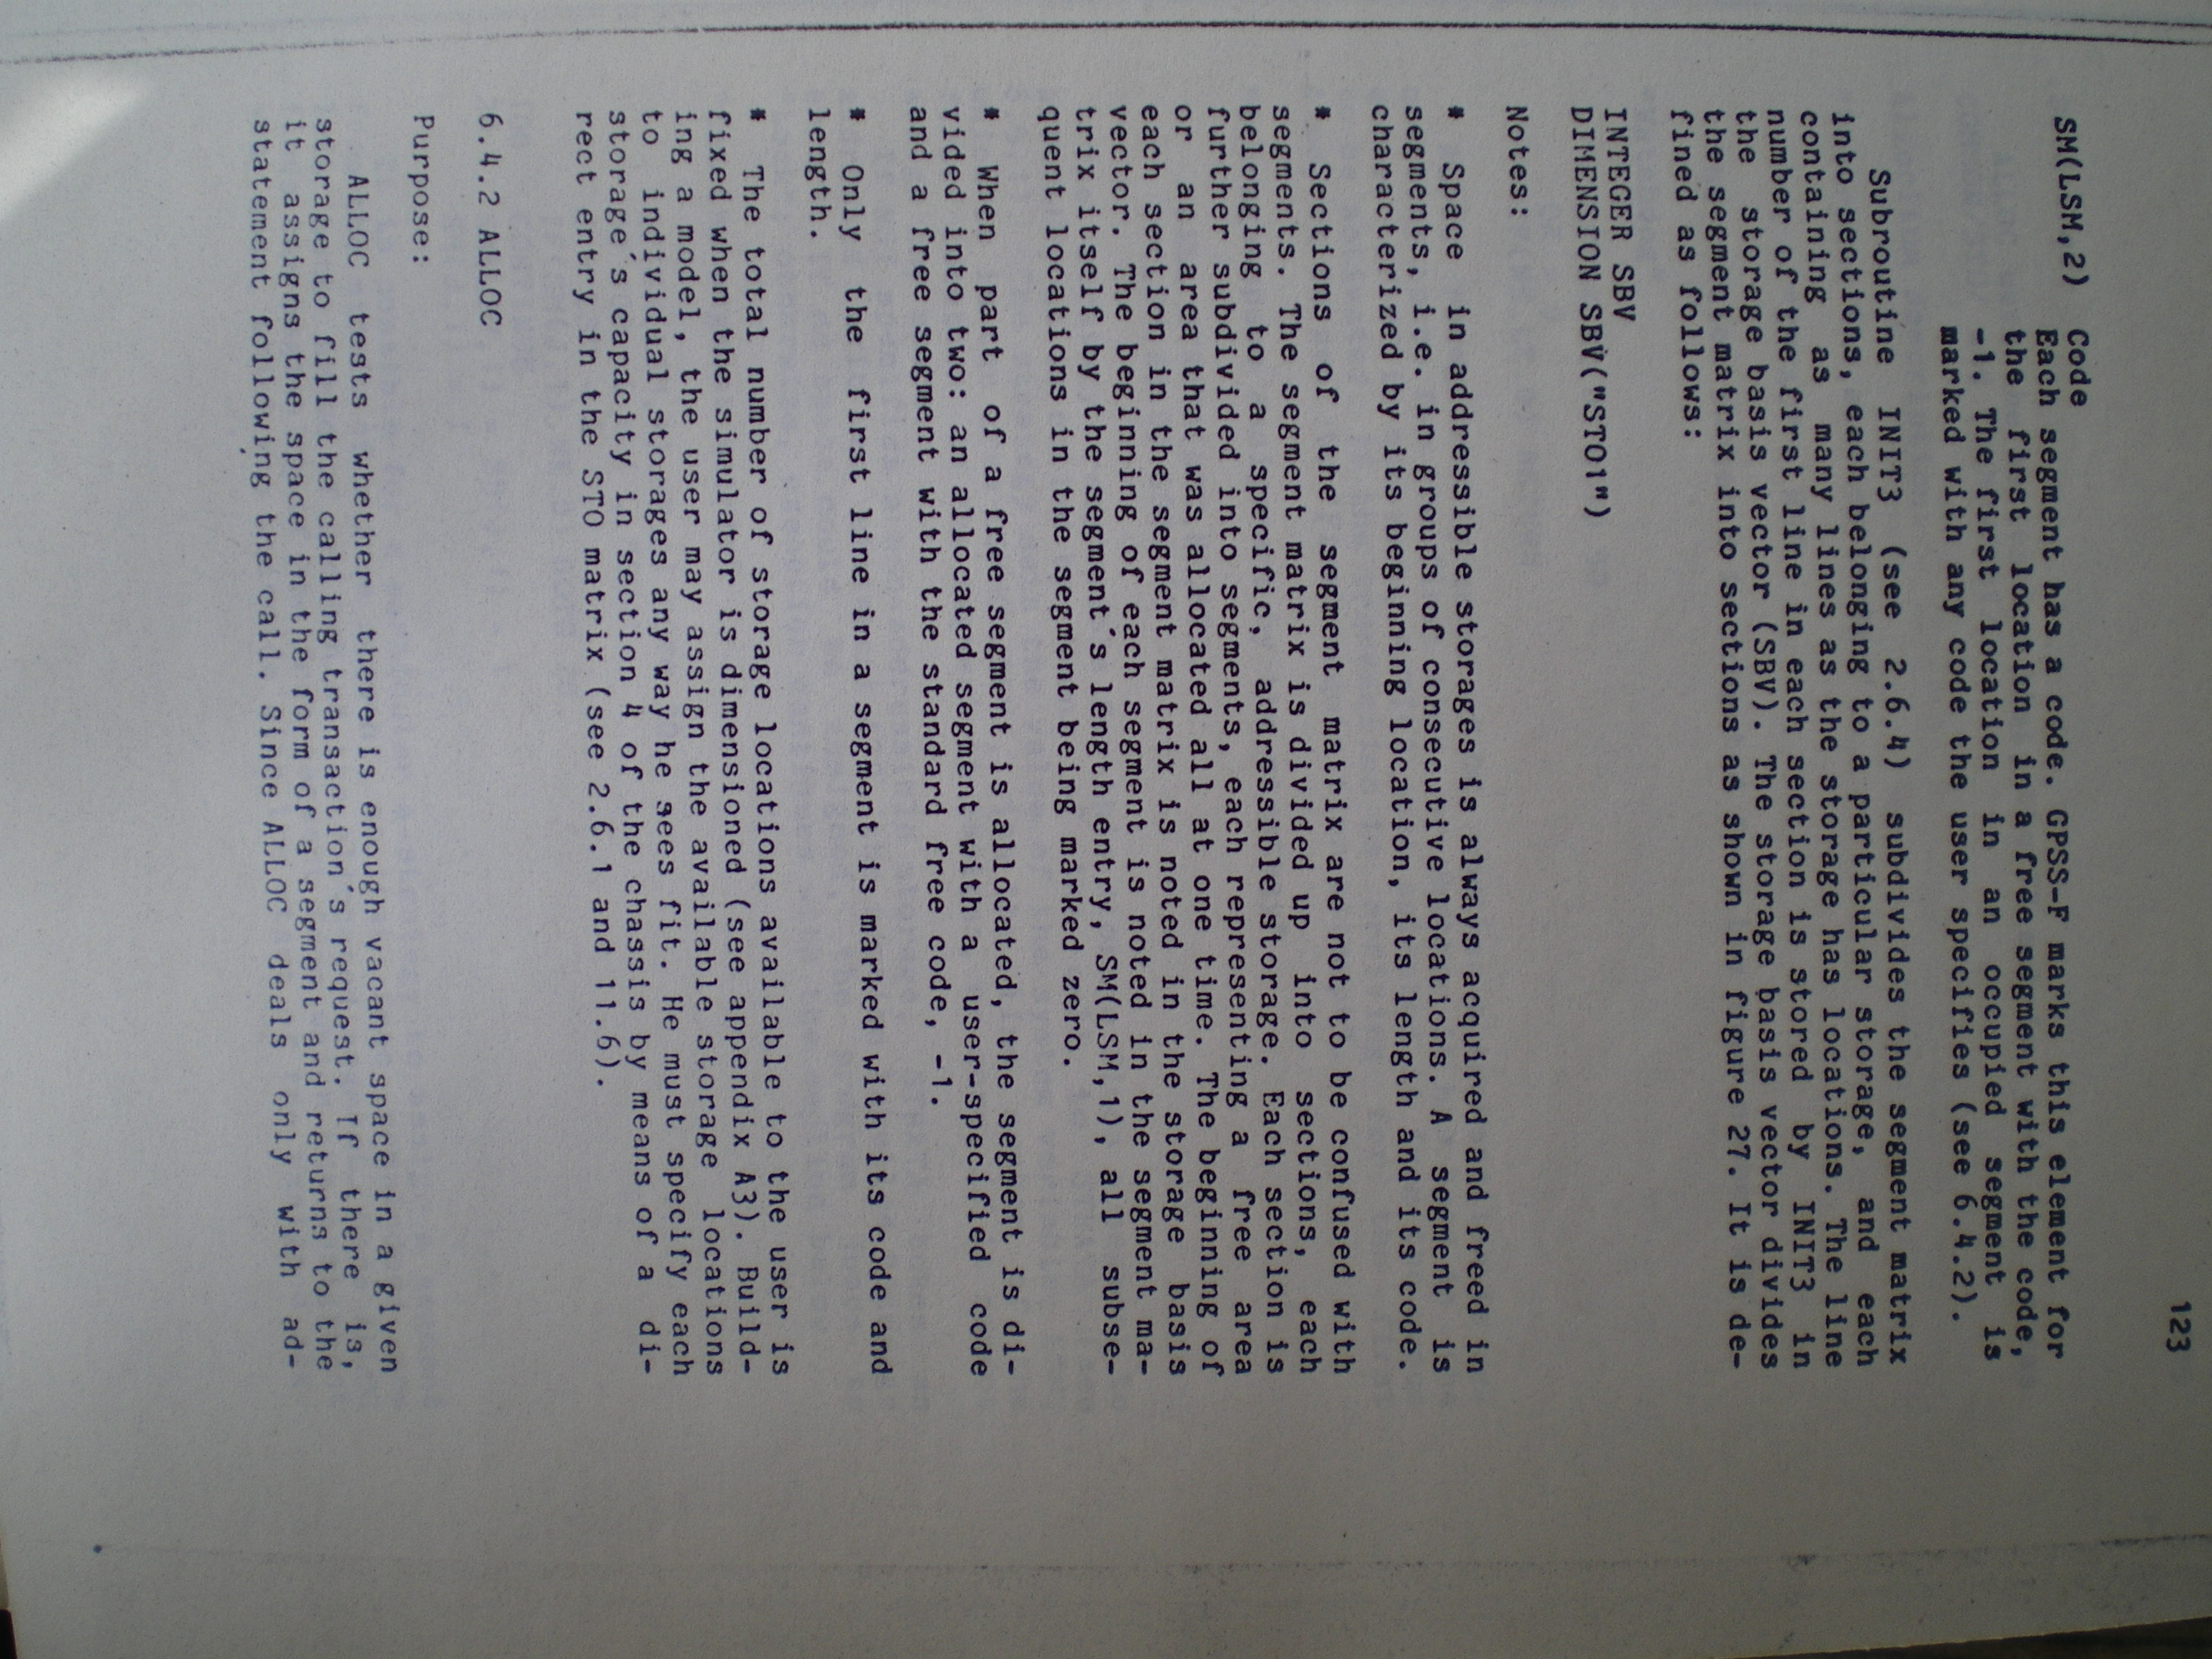 123
SM(LSM,2) Code
Each segment has a code. GPSS-F marks this element for
the first location in a free segment with the code,
-1. The first location in an occupied segment is
marked with any code the user specifies (see 6.4.2).
Subroutine INIT3 (see 2.6.4) subdivides the segment matrix
into sections, each belonging to a particular storage, and each
containing as many lines as the storage has locations. The line
number of the first line in each section is stored by INIT3 in
the storage basis vector (SBV). The storage basis vector divides
the segment matrix into sections as shown in figure 27. It is de-
fined as follows:
INTEGER SBV
DIMENSION SBV("STO1")
Notes:
* Space in addressible storages is always acquired and freed in
segments, i.e. in groups of consecutive locations. A segment is
characterized by its beginning location, its length and its code.
* Sections of the segment matrix are not to be confused with
segments. The segment matrix is divided up into sections, each
belonging to a specific, addressible storage. Each section is
further subdivided into segments, each representing a free area
or an area that was allocated all at one time. The beginning of
each section in the segment matrix is noted in the storage basis
vector. The beginning of each segment is noted in the segment ma-
trix itself by the segment's length entry, SM(LSM,1), all subse-
quent locations in the segment being marked zero.
* When part of a free segment is allocated, the segment is di-
vided into two: an allocated segment with a user-specified code
and a free segment with the standard free code, -1.
* Only the first line in a segment is marked with its code and
length.
* The total number of storage locations available to the user is
fixed when the simulator is dimensioned (see appendix A3). Build-
ing a model, the user may assign the available storage locations
to individual storages any way he sees fit. He must specify each
storage's capacity in section 4 of the chassis by means of a di-
rect entry in the STO matrix (see 2.6.1 and 11.6).
6.4.2 ALLOC
Purpose:
ALLOC tests whether there is enough vacant space in a given
storage to fill the calling transaction's request. If there is,
it assigns the space in the form of a segment and returns to the
statement following the call. Since ALLOC deals only with ad-